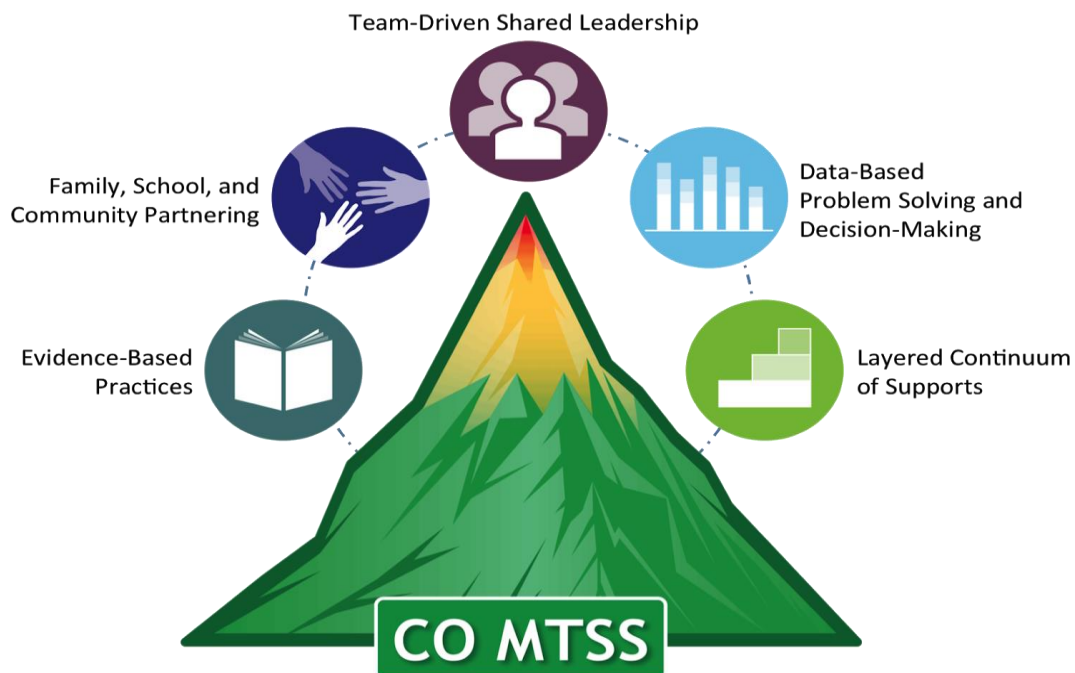 Team-Driven Shared Leadership
Family, School, and
Community Partnering
Data-Based
Problem Solving and
Decision-Making
Evidence-Based
Practices
Layered Continuum
of Supports
CO MTSS